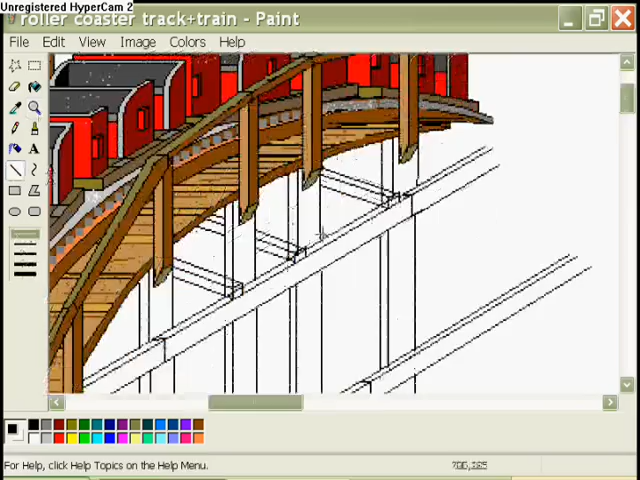 Unregistered HyperCam 2
roller coaster track+train - Paint
File Edit View Image Colors Help
A
For Help, click Help Topics on the Help Menu.